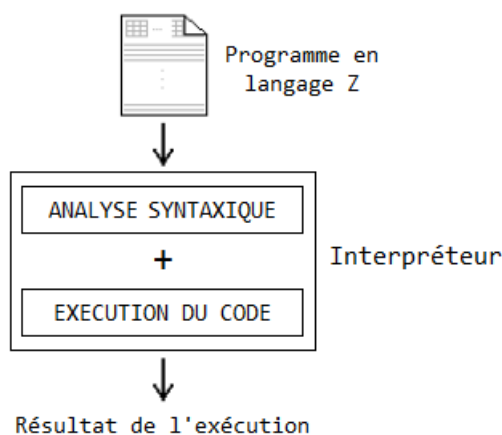 Programme en
langage Z
ANALYSE SYNTAXIQUE
+
Interpréteur
EXECUTION DU CODE
Résultat de l'exécution